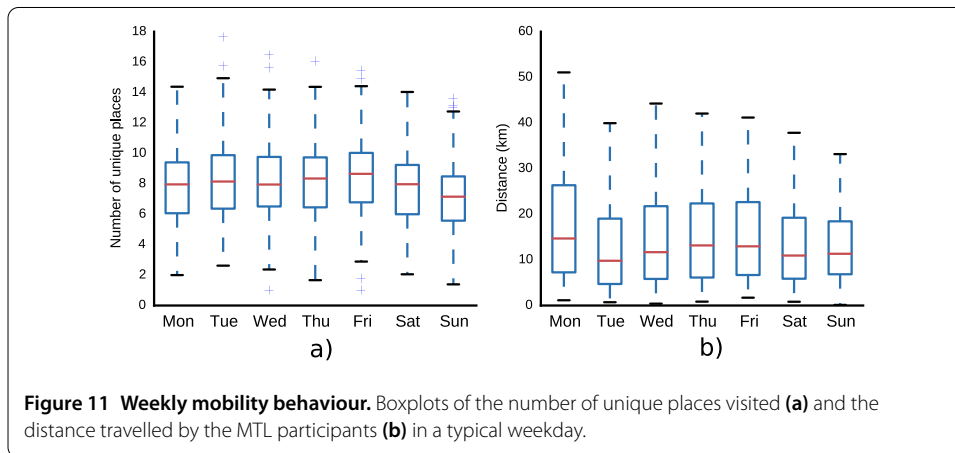 18
16
14
12
10
8
6
4
2
0
Number of unique places
Mon Tue Wed Thu Fri Sat Sun
a)
60
50
40
30
20
10
0
Distance (km)
Mon Tue Wed Thu Fri Sat Sun
b)
Figure 11 Weekly mobility behaviour. Boxplots of the number of unique places visited (a) and the
distance travelled by the MTL participants (b) in a typical weekday.